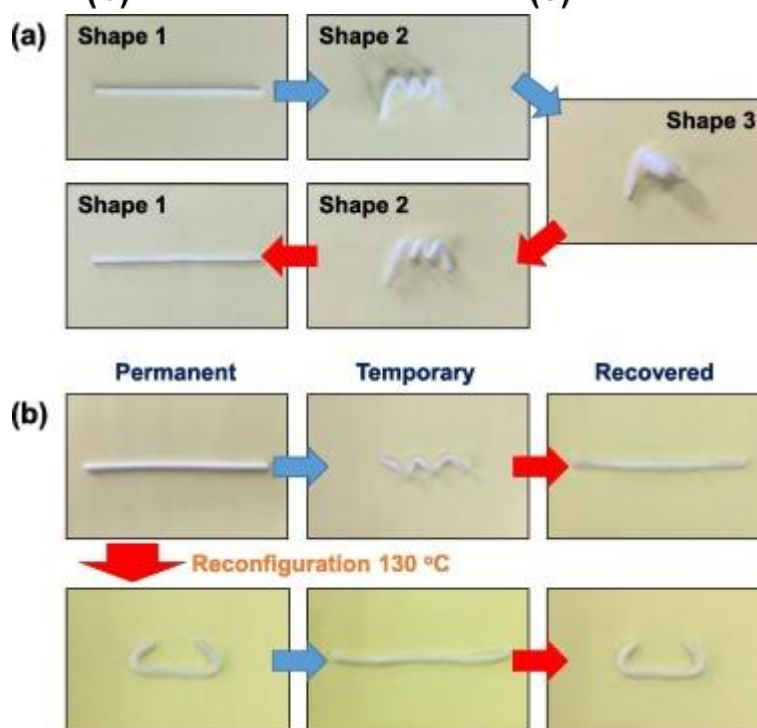 (a)
Shape 1
Shape 2
Shape 3
Shape 1
Shape 2
Permanent
Temporary
Recovered
(b)
Reconfiguration 130 °C